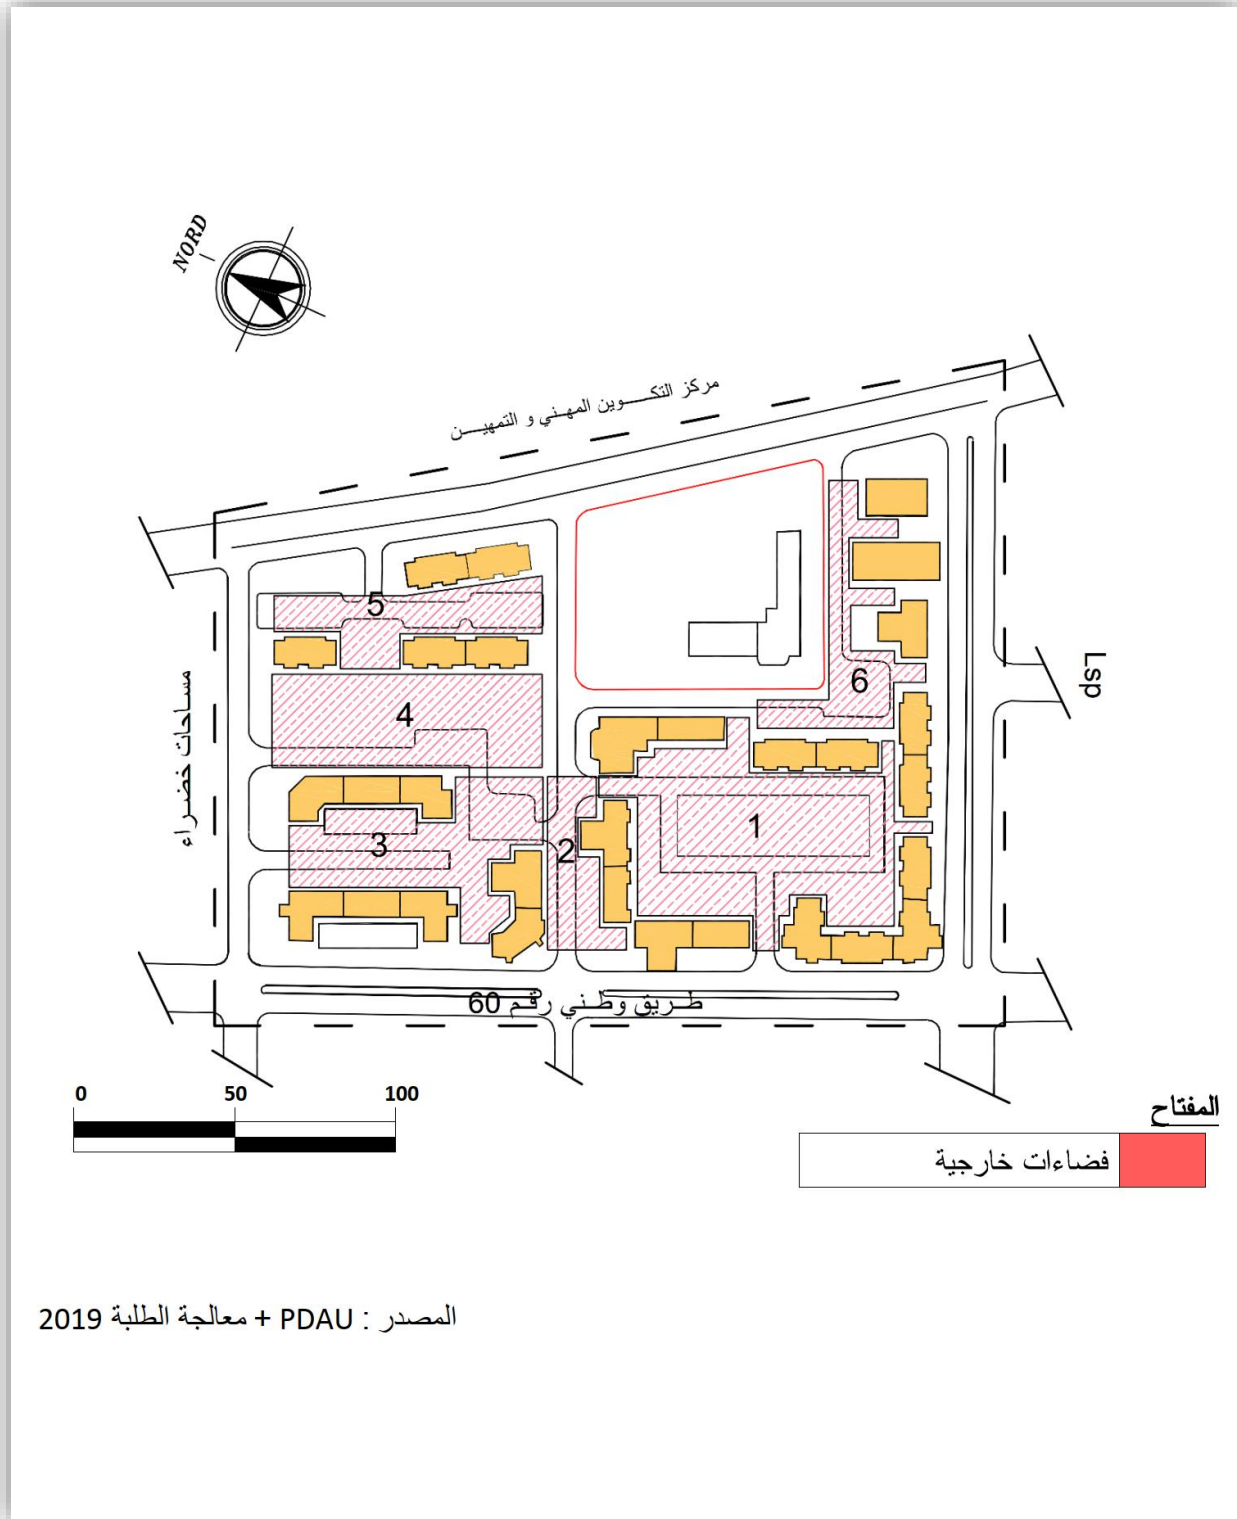 NORD
مركز التكـــوين المهـني و التمهيـــن
5
6
Lsp
4
مساحات خضراء
1
2
3
طـريق وطـني رقـم 60
0 50 100
المفتاح
فضاءات خارجية
المصدر : PDAU + معالجة الطلبة 2019